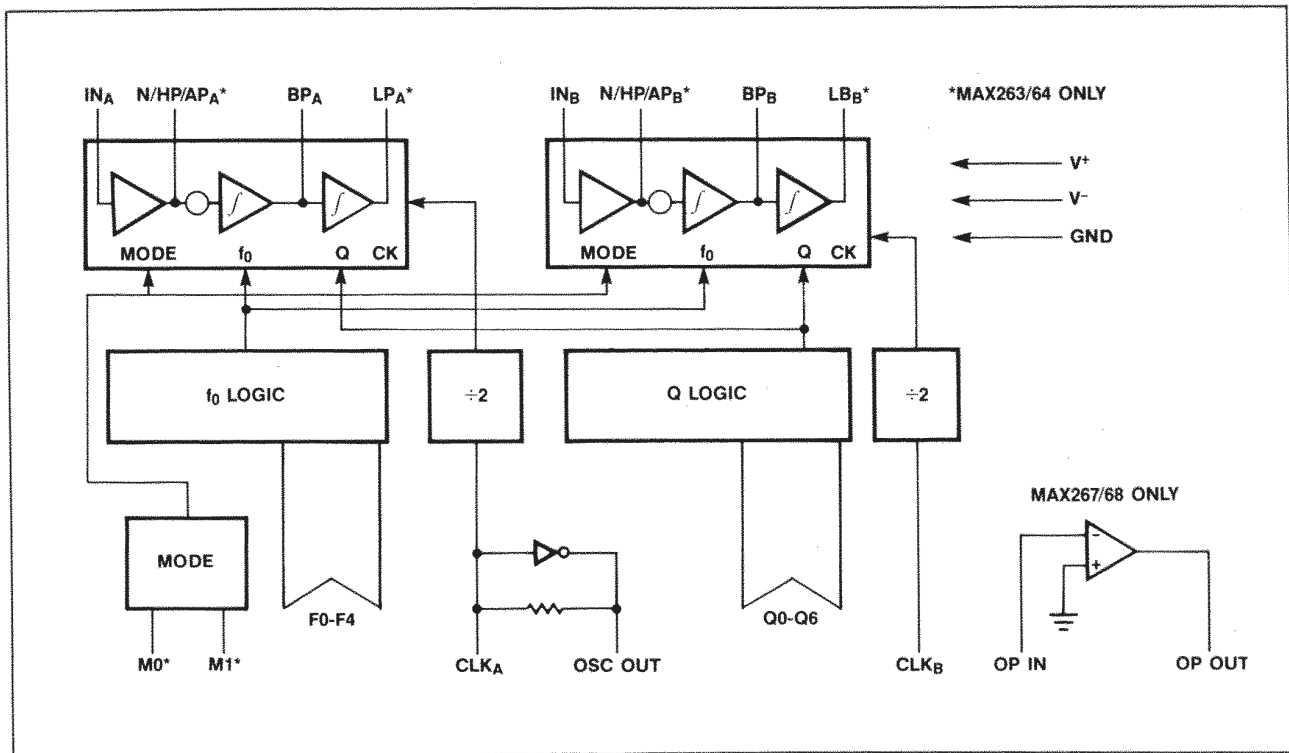 IN_A N/HP/AP_A* BP_A LP_A* IN_B N/HP/AP_B* BP_B LB_B* *MAX263/64 ONLY
V+
V−
GND
∫ ∫ ∫ ∫
MODE f0 Q CK MODE f0 Q CK
f0 LOGIC ÷2 Q LOGIC ÷2
MAX267/68 ONLY
−
+
MODE
F0-F4 Q0-Q6
M0* M1* CLK_A OSC OUT CLK_B OP IN OP OUT